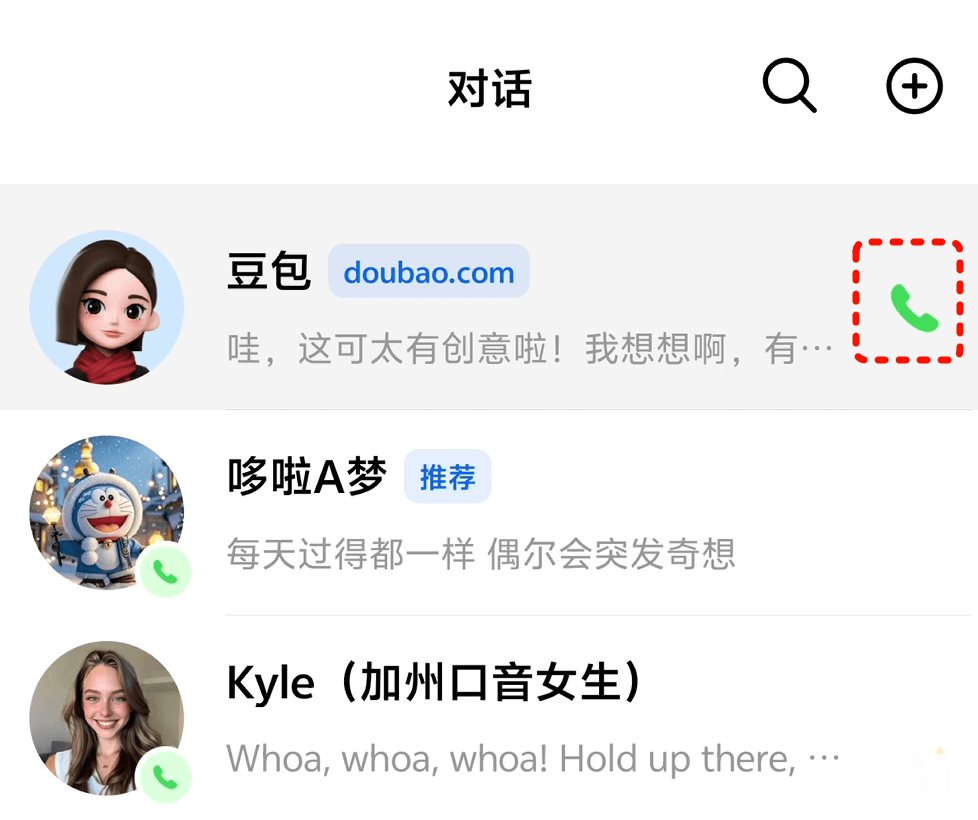 对话
豆包 doubao.com
哇，这可太有创意啦！我想想啊，有…
哆啦A梦 推荐
每天过得都一样 偶尔会突发奇想
Kyle（加州口音女生）
Whoa, whoa, whoa! Hold up there, …